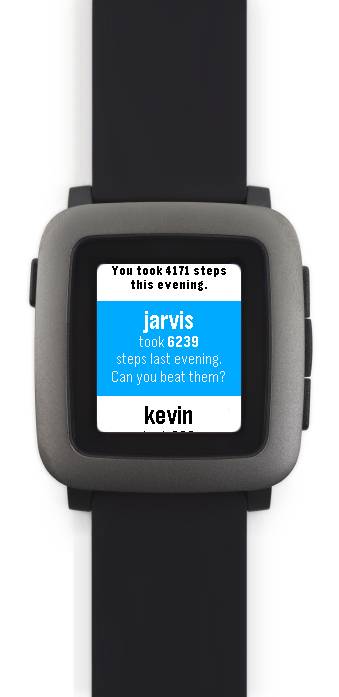 You took 4171 steps
this evening.
jarvis
took 6239
steps last evening.
Can you beat them?
kevin